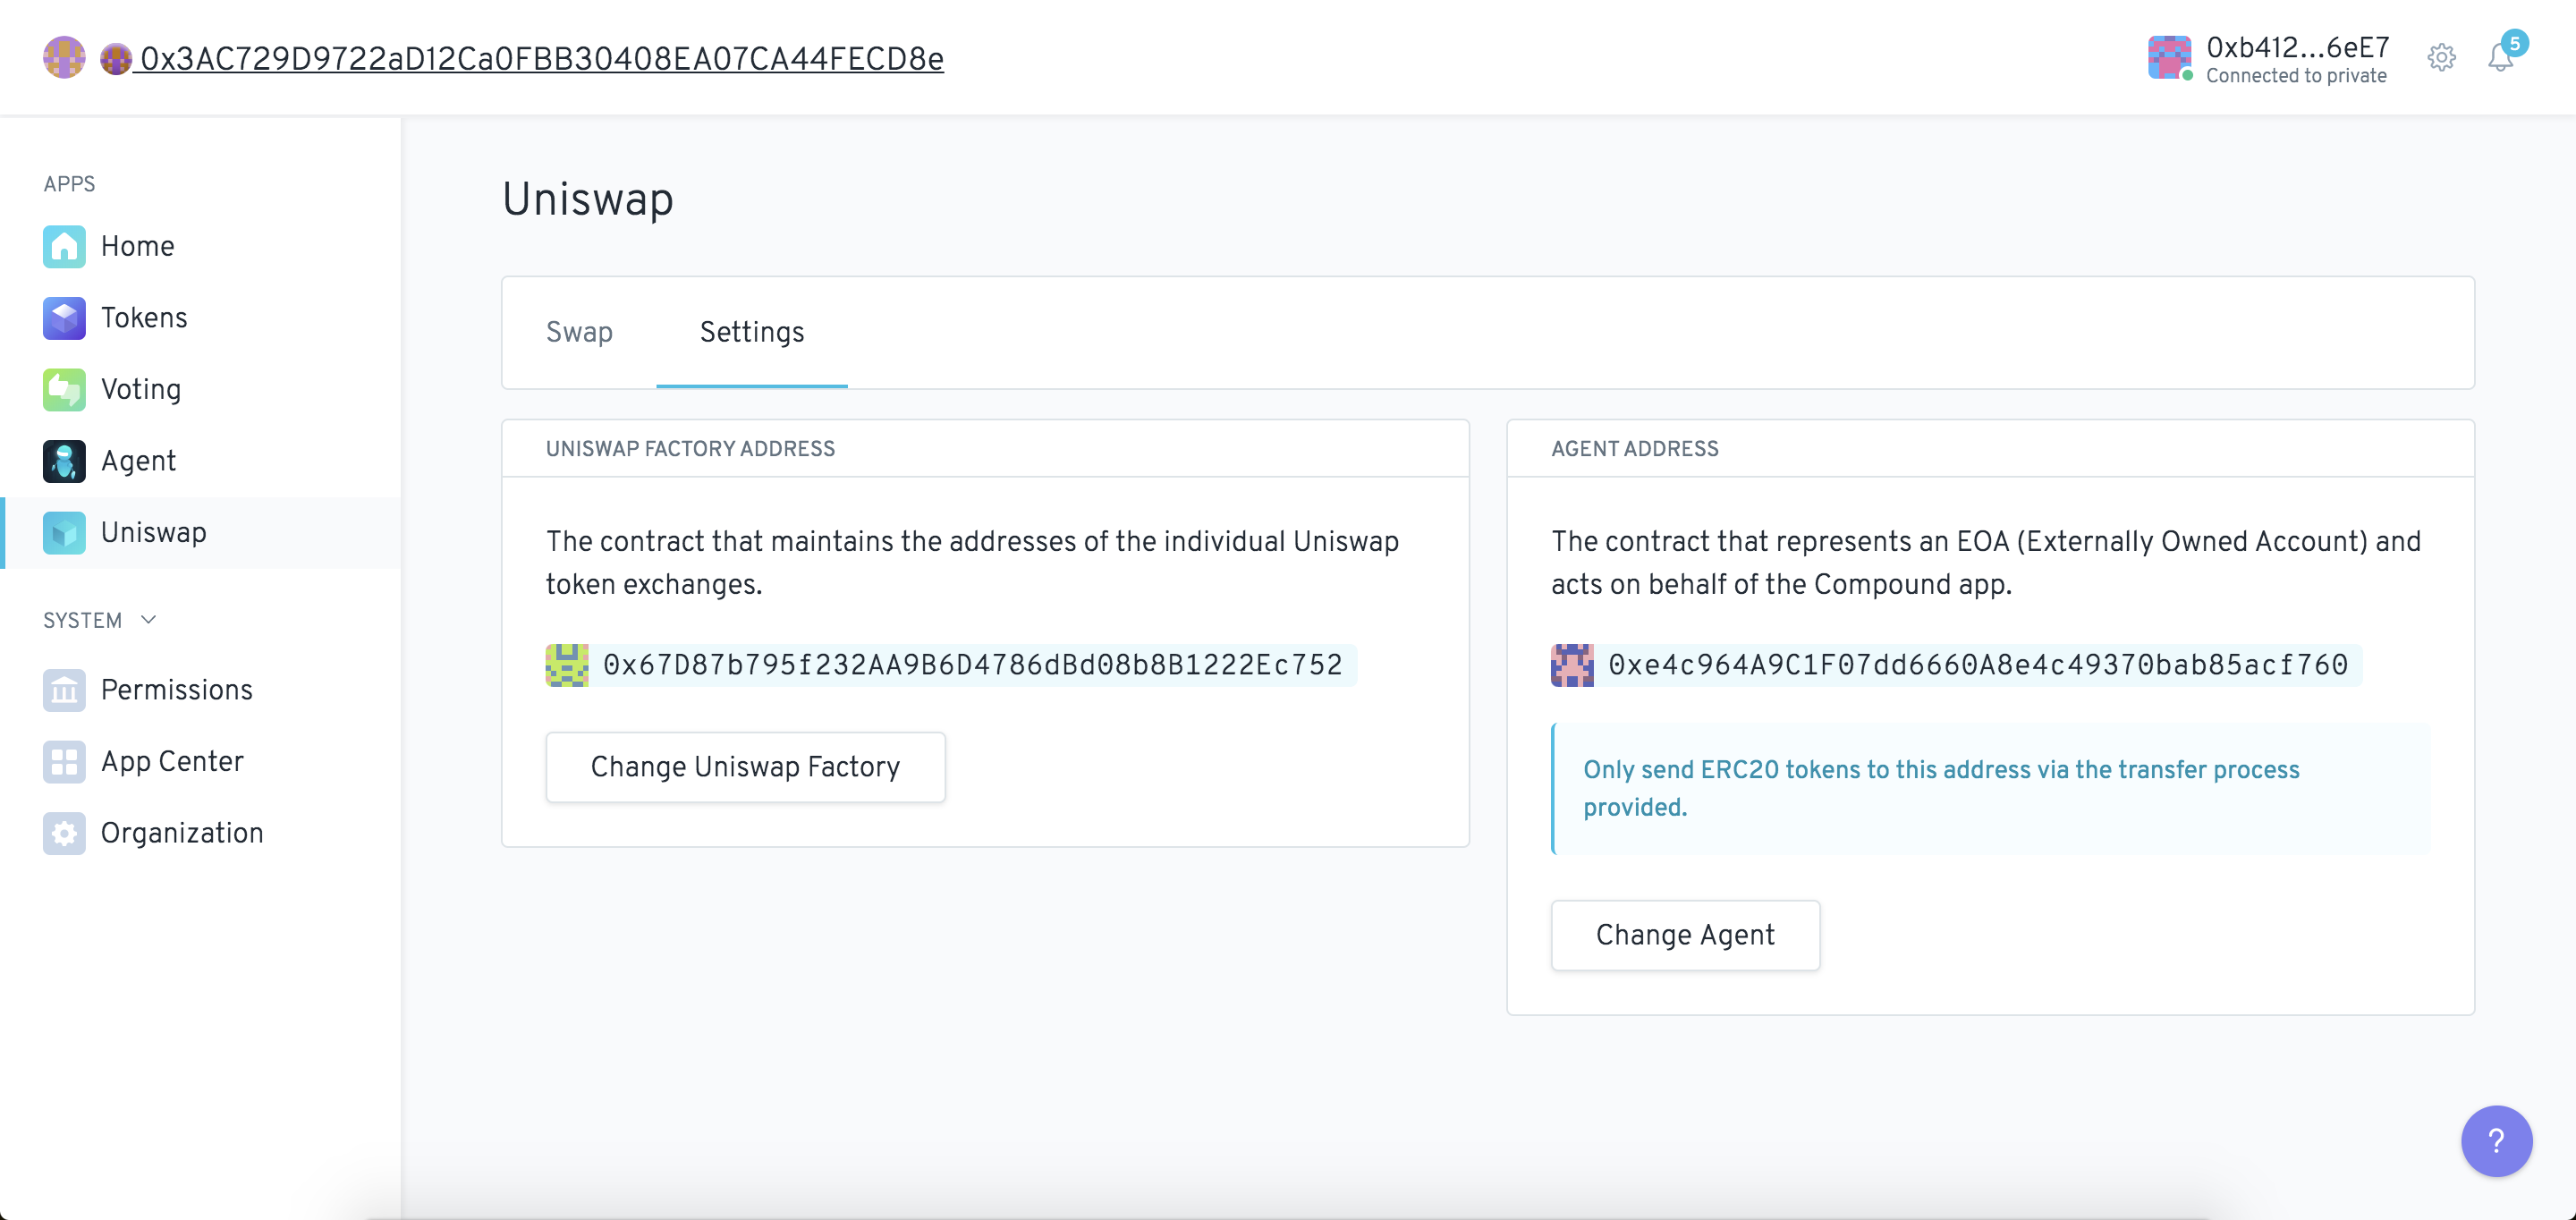 0x3AC729D9722aD12Ca0FBB30408EA07CA44FECD8e
0xb412...6eE7
Connected to private
5
APPS
Home
Tokens
Voting
Agent
Uniswap
SYSTEM
Permissions
App Center
Organization
Uniswap
Swap
Settings
UNISWAP FACTORY ADDRESS
The contract that maintains the addresses of the individual Uniswap
token exchanges.
0x67D87b795f232AA9B6D4786dBd08b8B1222Ec752
Change Uniswap Factory
AGENT ADDRESS
The contract that represents an EOA (Externally Owned Account) and
acts on behalf of the Compound app.
0xe4c964A9C1F07dd6660A8e4c49370bab85acf760
Only send ERC20 tokens to this address via the transfer process
provided.
Change Agent
?